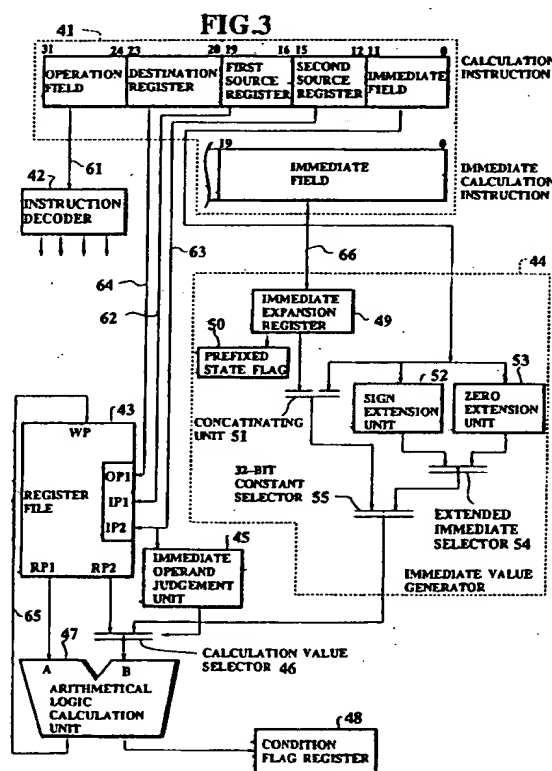 FIG.3
41
31 24 23 20 19 16 15 12 11 0
OPERATION FIELD
DESTINATION REGISTER
FIRST SOURCE REGISTER
SECOND SOURCE REGISTER
IMMEDIATE FIELD
CALCULATION INSTRUCTION
19 0
IMMEDIATE FIELD
IMMEDIATE CALCULATION INSTRUCTION
61
42
INSTRUCTION DECODER
63
64
62
66
44
IMMEDIATE EXPANSION REGISTER
49
50
PREFIXED STATE FLAG
52
SIGN EXTENSION UNIT
53
ZERO EXTENSION UNIT
CONCATINATING UNIT 51
43
WP
REGISTER FILE
OP1
IP1
IP2
RP1
RP2
32-BIT CONSTANT SELECTOR
55
EXTENDED IMMEDIATE SELECTOR 54
45
IMMEDIATE OPERAND JUDGEMENT UNIT
IMMEDIATE VALUE GENERATOR
65
47
CALCULATION VALUE SELECTOR 46
A
B
ARITHMETICAL LOGIC CALCULATION UNIT
48
CONDITION FLAG REGISTER